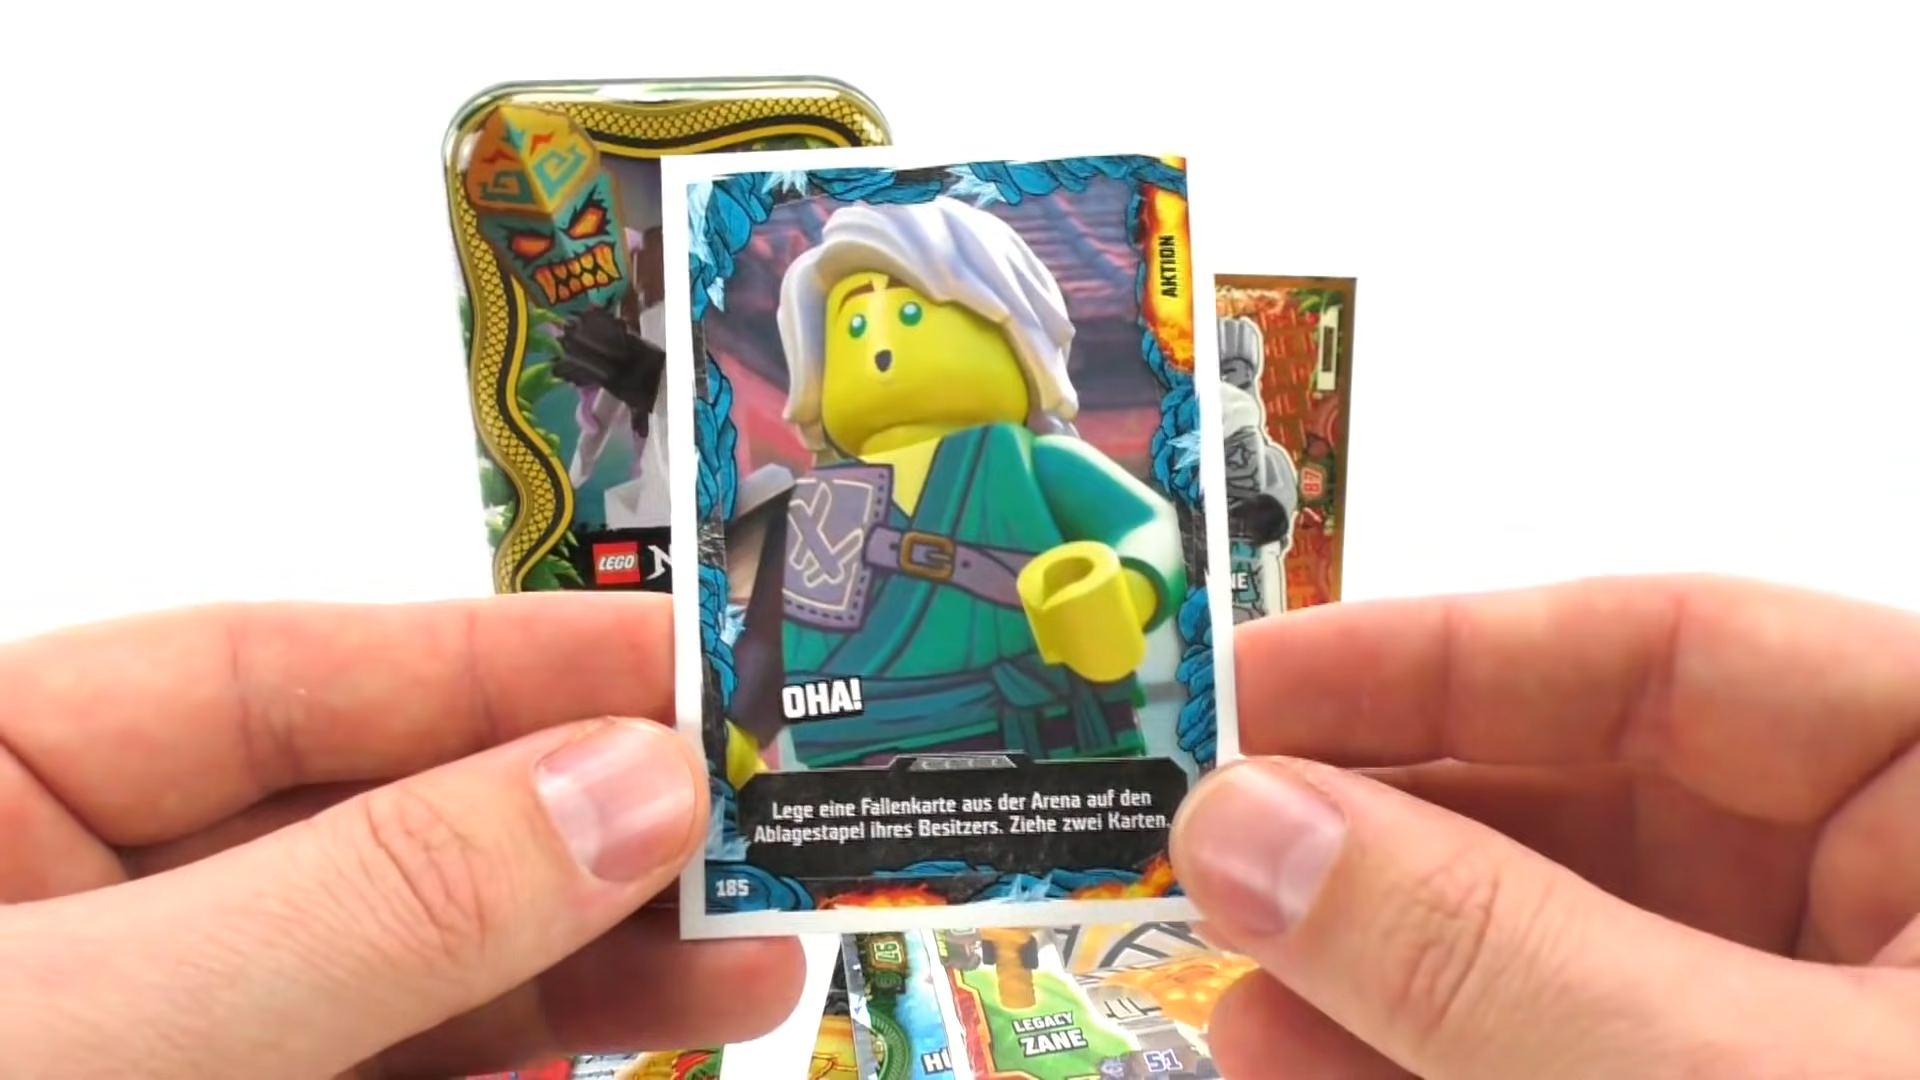 LEGO
AKTION
87
OHA!
Lege eine Fallenkarte aus der Arena auf den
Ablagestapel ihres Besitzers. Ziehe zwei Karten.
185
LEGACY
ZANE
51